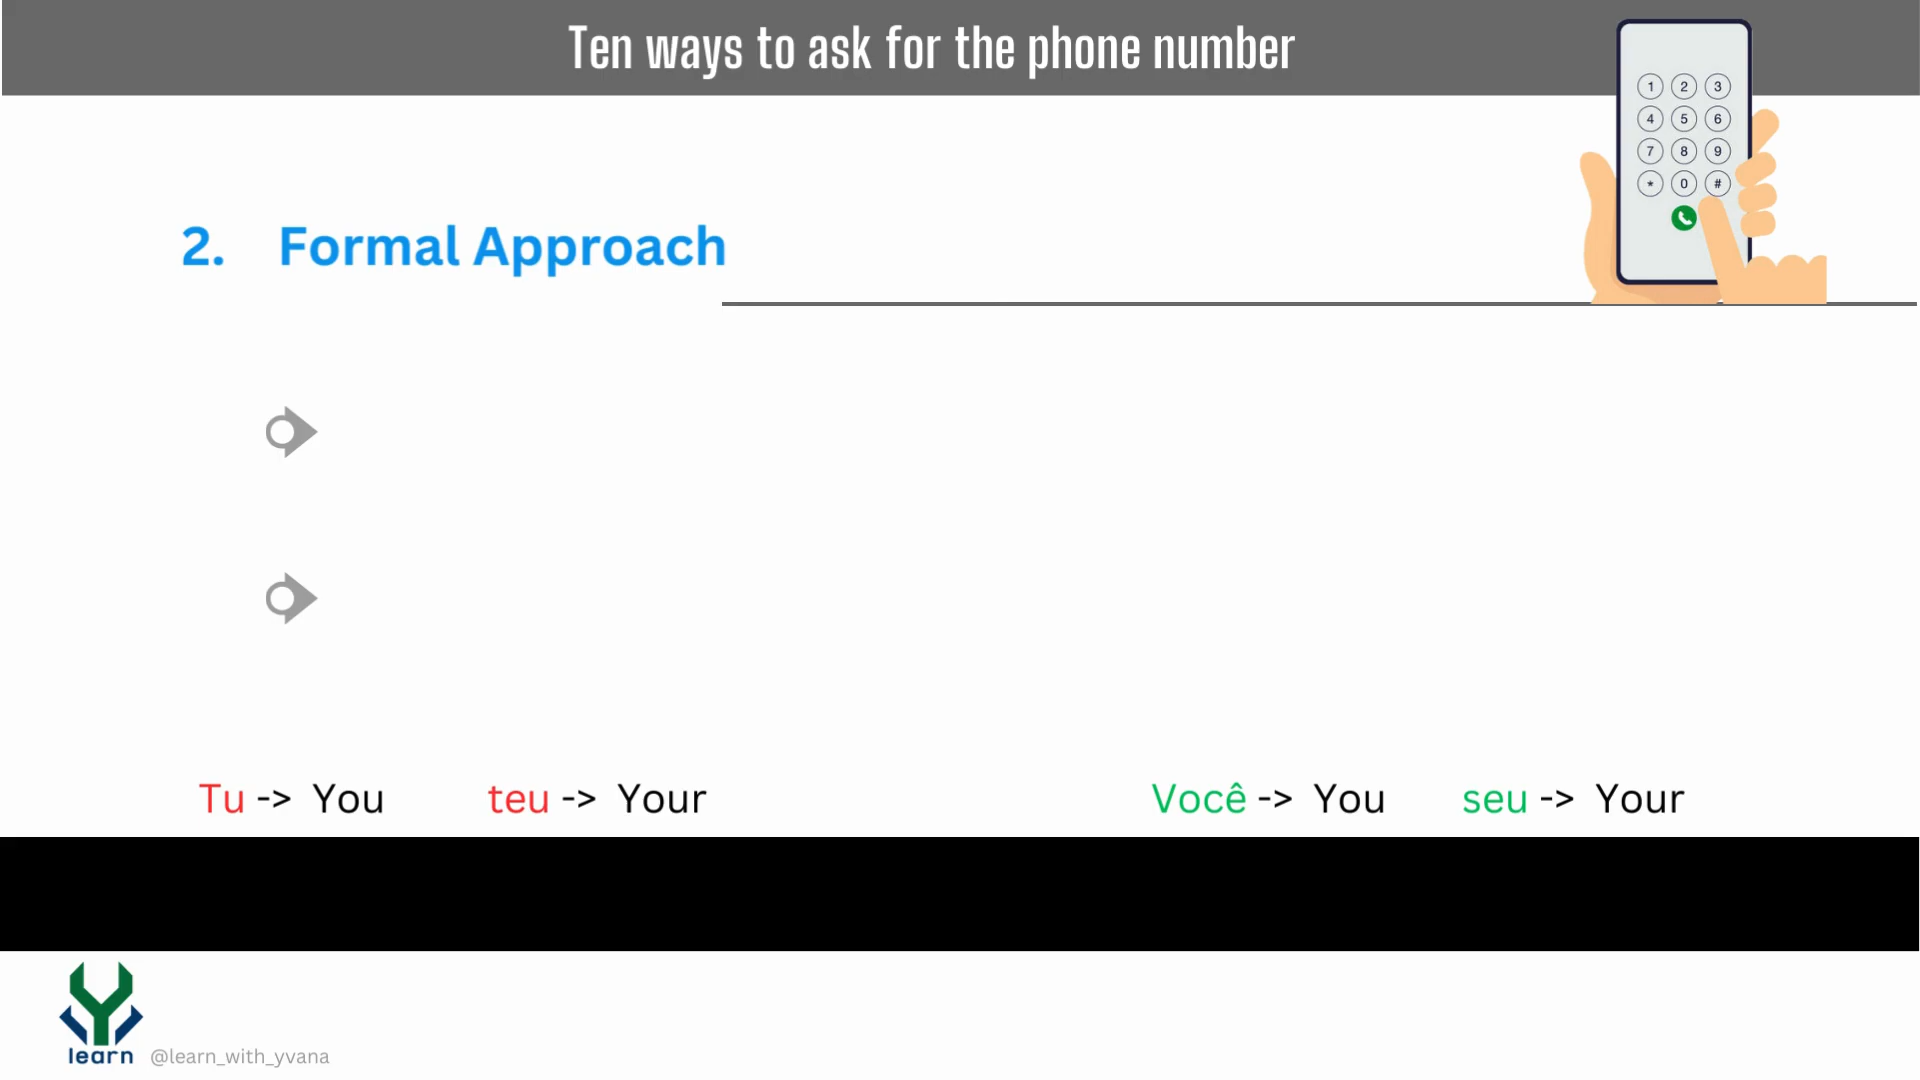 Ten ways to ask for the phone number
1 2 3
4 5 6
7 8 9
* 0 #
2. Formal Approach
Tu -> You teu -> Your Você -> You seu -> Your
learn @learn_with_yvana